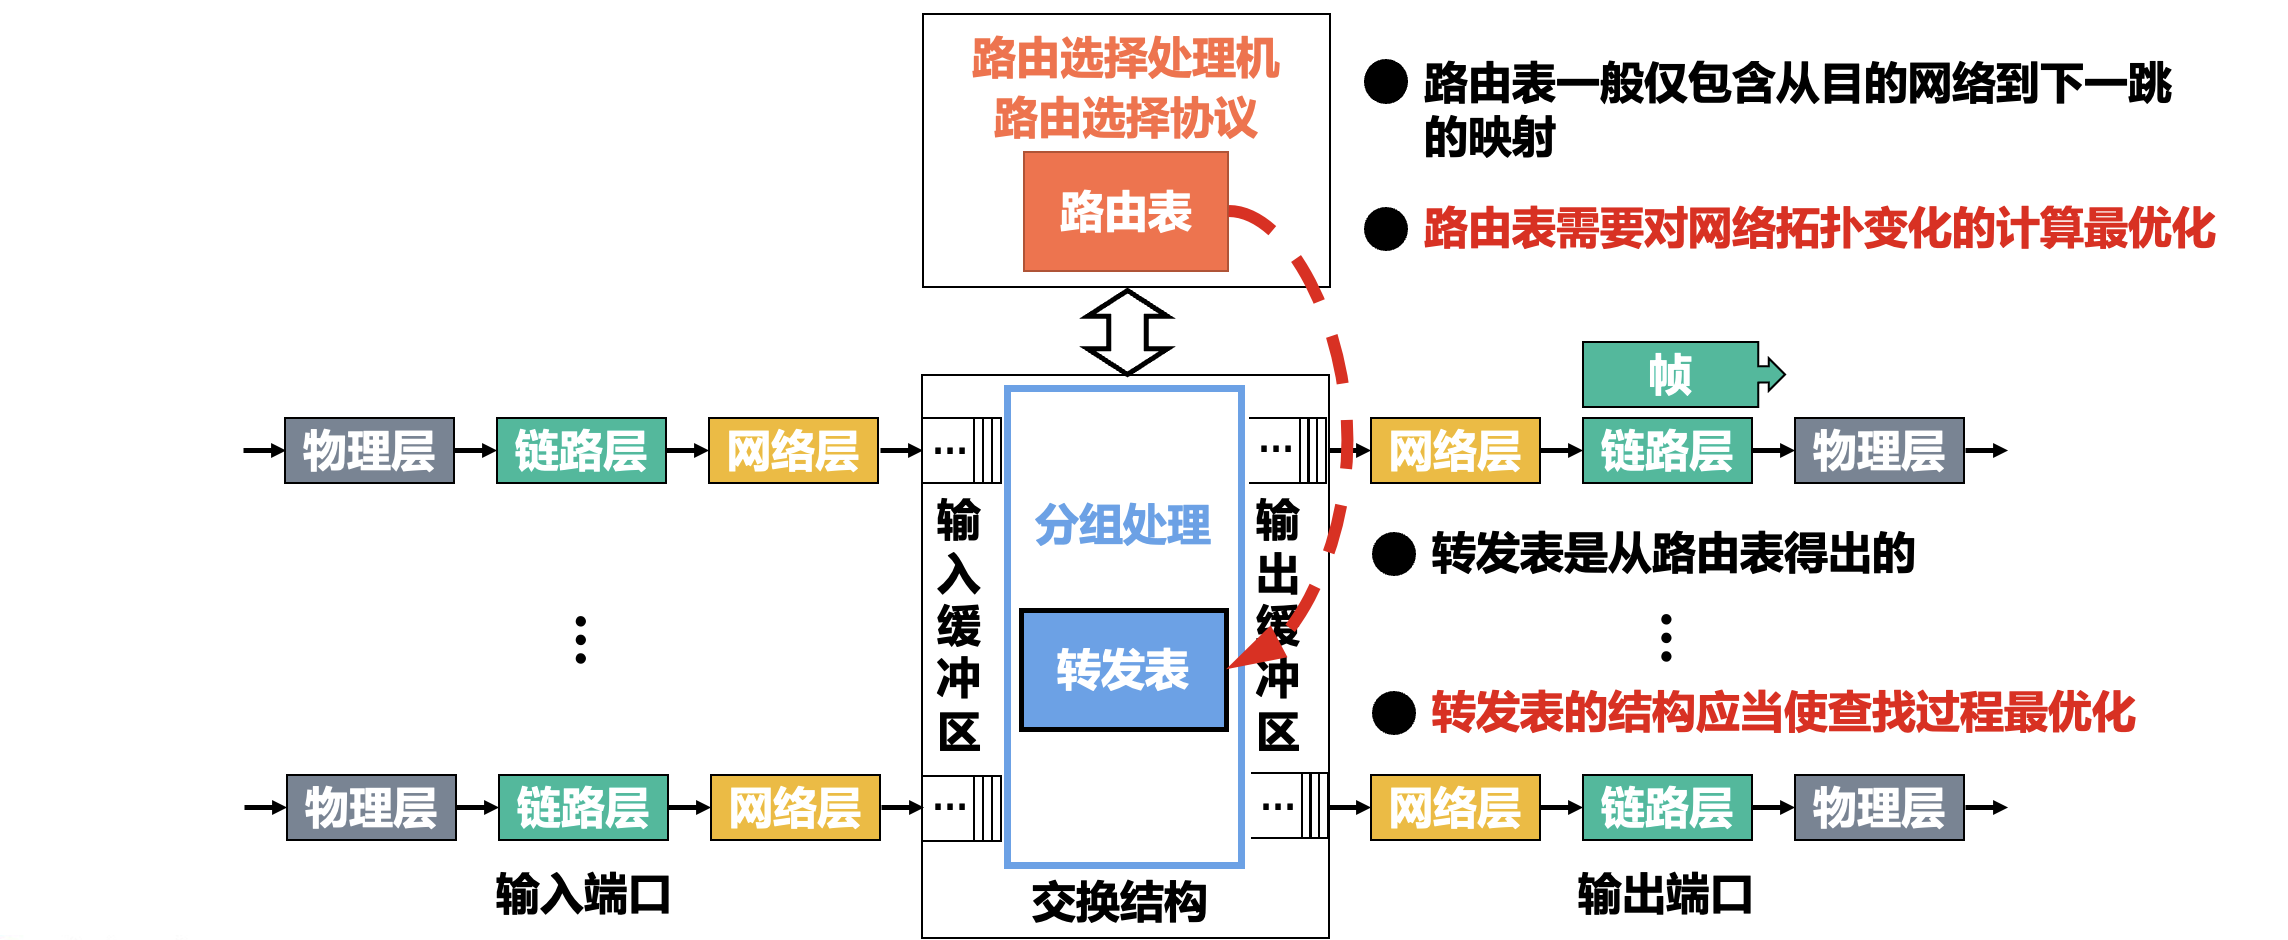 路由选择处理机
路由选择协议
路由表
路由表一般仅包含从目的网络到下一跳
的映射
路由表需要对网络拓扑变化的计算最优化
帧
物理层
链路层
网络层
...
...
网络层
链路层
物理层
输入缓冲区
分组处理
转发表
输出缓冲区
转发表是从路由表得出的
转发表的结构应当使查找过程最优化
物理层
链路层
网络层
...
...
网络层
链路层
物理层
输入端口
交换结构
输出端口